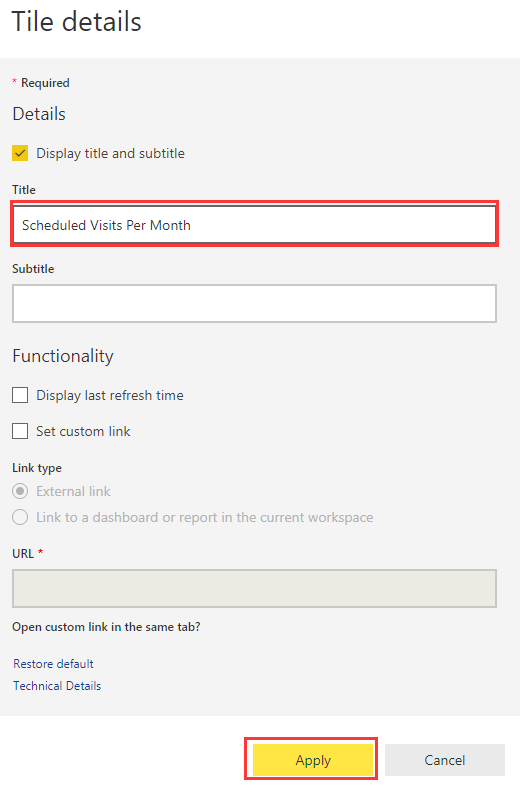 Tile details
* Required
Details
Display title and subtitle
Title
Scheduled Visits Per Month
Subtitle
Functionality
Display last refresh time
Set custom link
Link type
External link
Link to a dashboard or report in the current workspace
URL *
Open custom link in the same tab?
Restore default
Technical Details
Apply Cancel